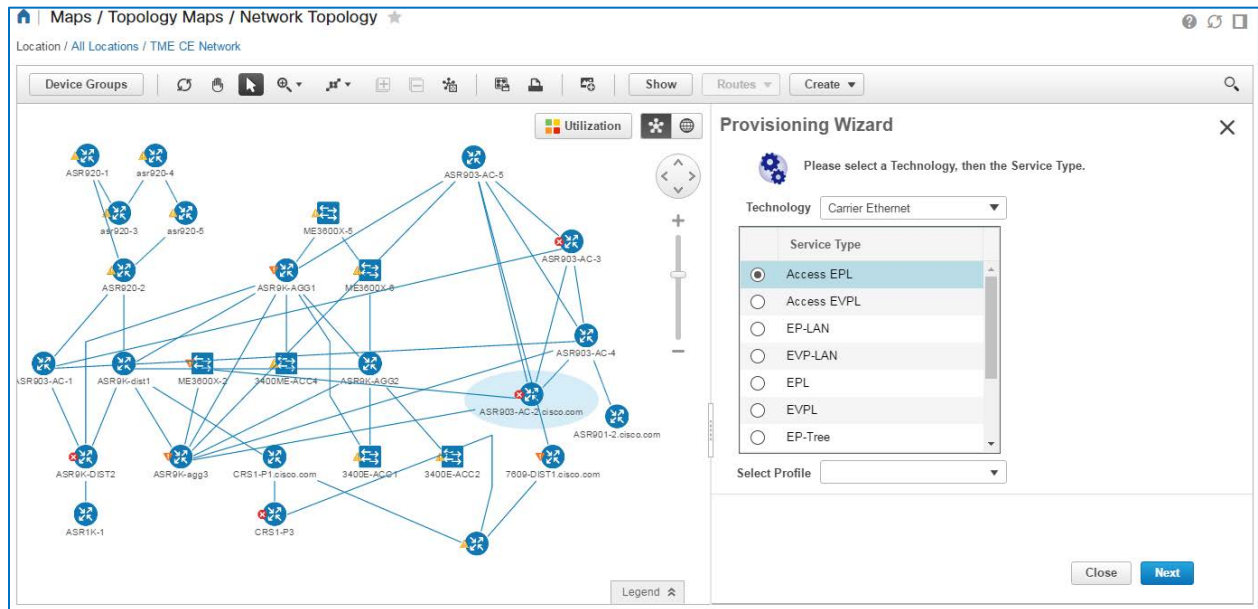 Maps / Topology Maps / Network Topology
Location / All Locations / TME CE Network
Device Groups
Show
Routes
Create
Utilization
ASR920-1
asr920-4
ASR903-AC-5
asr920-3
asr920-5
ME3600X-5
ASR903-AC-3
ASR920-2
ASR9K-AGG1
ME3600X-6
ASR903-AC-4
ASR903-AC-1
ASR9K-dist1
ME3600X-2
3400ME-ACC4
ASR9K-AGG2
ASR903-AC-2.cisco.com
ASR901-2.cisco.com
ASR9K-DIST2
ASR9K-agg3
CRS1-P1.cisco.com
3400E-ACC1
3400E-ACC2
7609-DIST1.cisco.com
ASR1K-1
CRS1-P3
Legend
Provisioning Wizard
Please select a Technology, then the Service Type.
Technology Carrier Ethernet
Service Type
Access EPL
Access EVPL
EP-LAN
EVP-LAN
EPL
EVPL
EP-Tree
Select Profile
Close Next